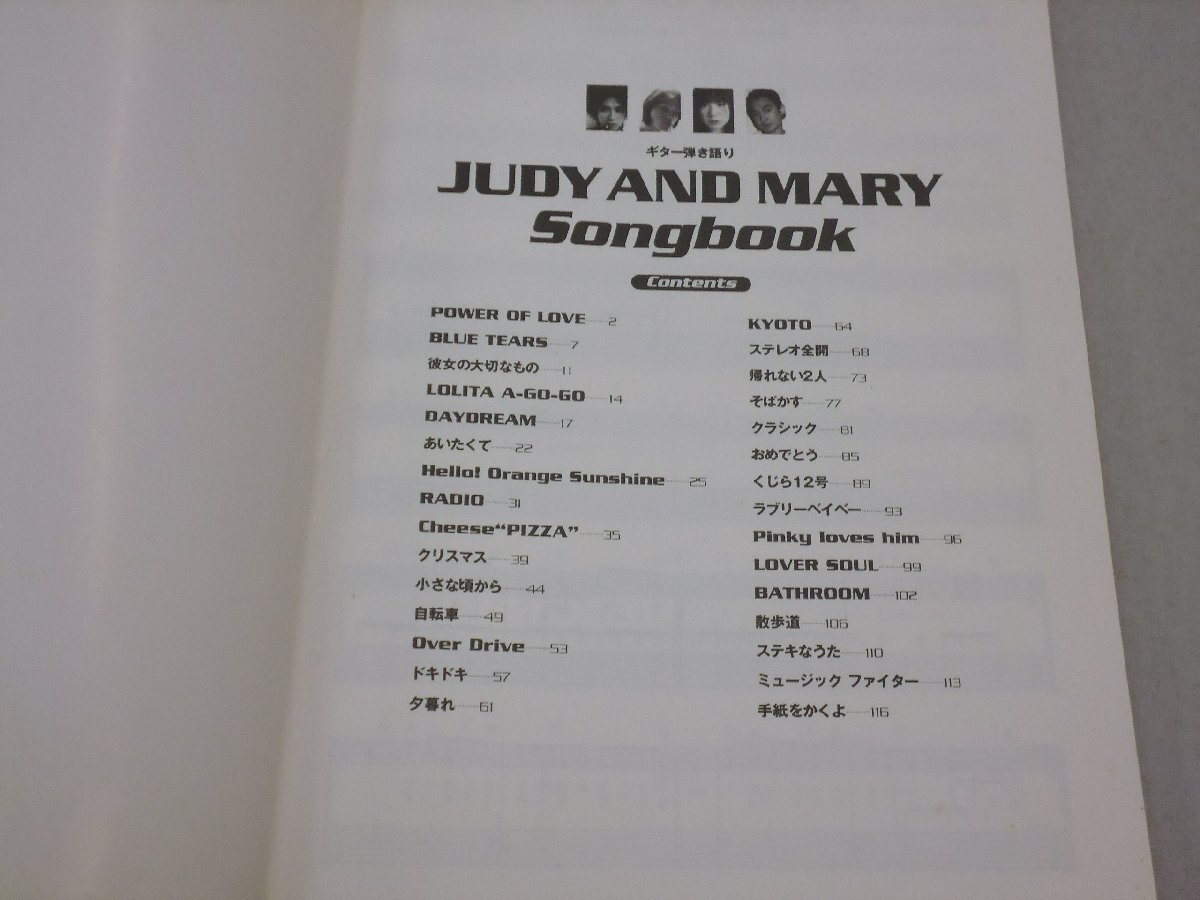 ギター弾き語り
JUDY AND MARY
Songbook
Contents
POWER OF LOVE……2
BLUE TEARS……7
彼女の大切なもの……11
LOLITA A-GO-GO……14
DAYDREAM……17
あいたくて……22
Hello! Orange Sunshine……25
RADIO……31
Cheese“PIZZA”……35
クリスマス……39
小さな頃から……44
自転車……49
Over Drive……53
ドキドキ……57
夕暮れ……61
KYOTO……64
ステレオ全開……68
帰れない2人……73
そばかす……77
クラシック……81
おめでとう……85
くじら12号……89
ラブリーベイベー……93
Pinky loves him……96
LOVER SOUL……99
BATHROOM……102
散歩道……106
ステキなうた……110
ミュージック ファイター……113
手紙をかくよ……116